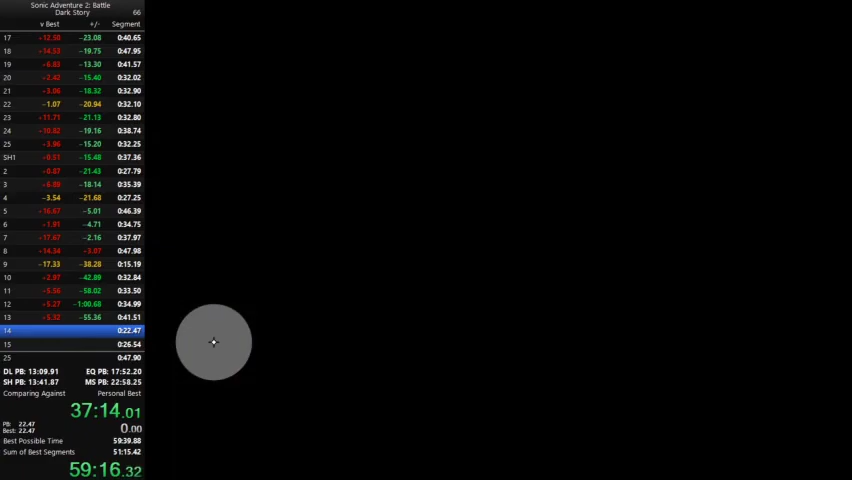 Sonic Adventure 2: Battle
Dark Story 66
v Best +/- Segment
17 +12.50 −23.08 0:40.65
18 +14.53 −19.75 0:47.95
19 +6.83 −13.30 0:41.57
20 +2.42 −15.40 0:32.02
21 −3.06 −18.32 0:32.90
22 −1.07 −20.94 0:32.10
23 +11.71 −21.13 0:32.80
24 +10.82 −19.16 0:38.74
25 −3.96 −15.20 0:32.25
SH1 +0.51 −15.48 0:37.36
2 +0.87 −21.43 0:27.79
3 +6.89 −18.14 0:35.39
4 −3.54 −21.68 0:27.25
5 +16.67 −5.01 0:46.39
6 +1.91 −4.71 0:34.75
7 +17.67 −2.16 0:37.97
8 +14.34 −3.07 0:47.98
9 −17.33 −38.28 0:15.19
10 +2.97 −42.89 0:32.84
11 −5.56 −58.02 0:33.50
12 +5.27 −1:00.68 0:34.99
13 +5.32 −55.36 0:41.51
14 0:22.47
15 0:26.54
25 0:47.90
DL PB: 13:09.91 EQ PB: 17:52.20
SH PB: 13:41.87 MS PB: 22:58.25
Comparing Against Personal Best
37:14.01
PB: 22.47
Best: 22.47
0.00
Best Possible Time 59:39.88
Sum of Best Segments 51:15.42
59:16.32